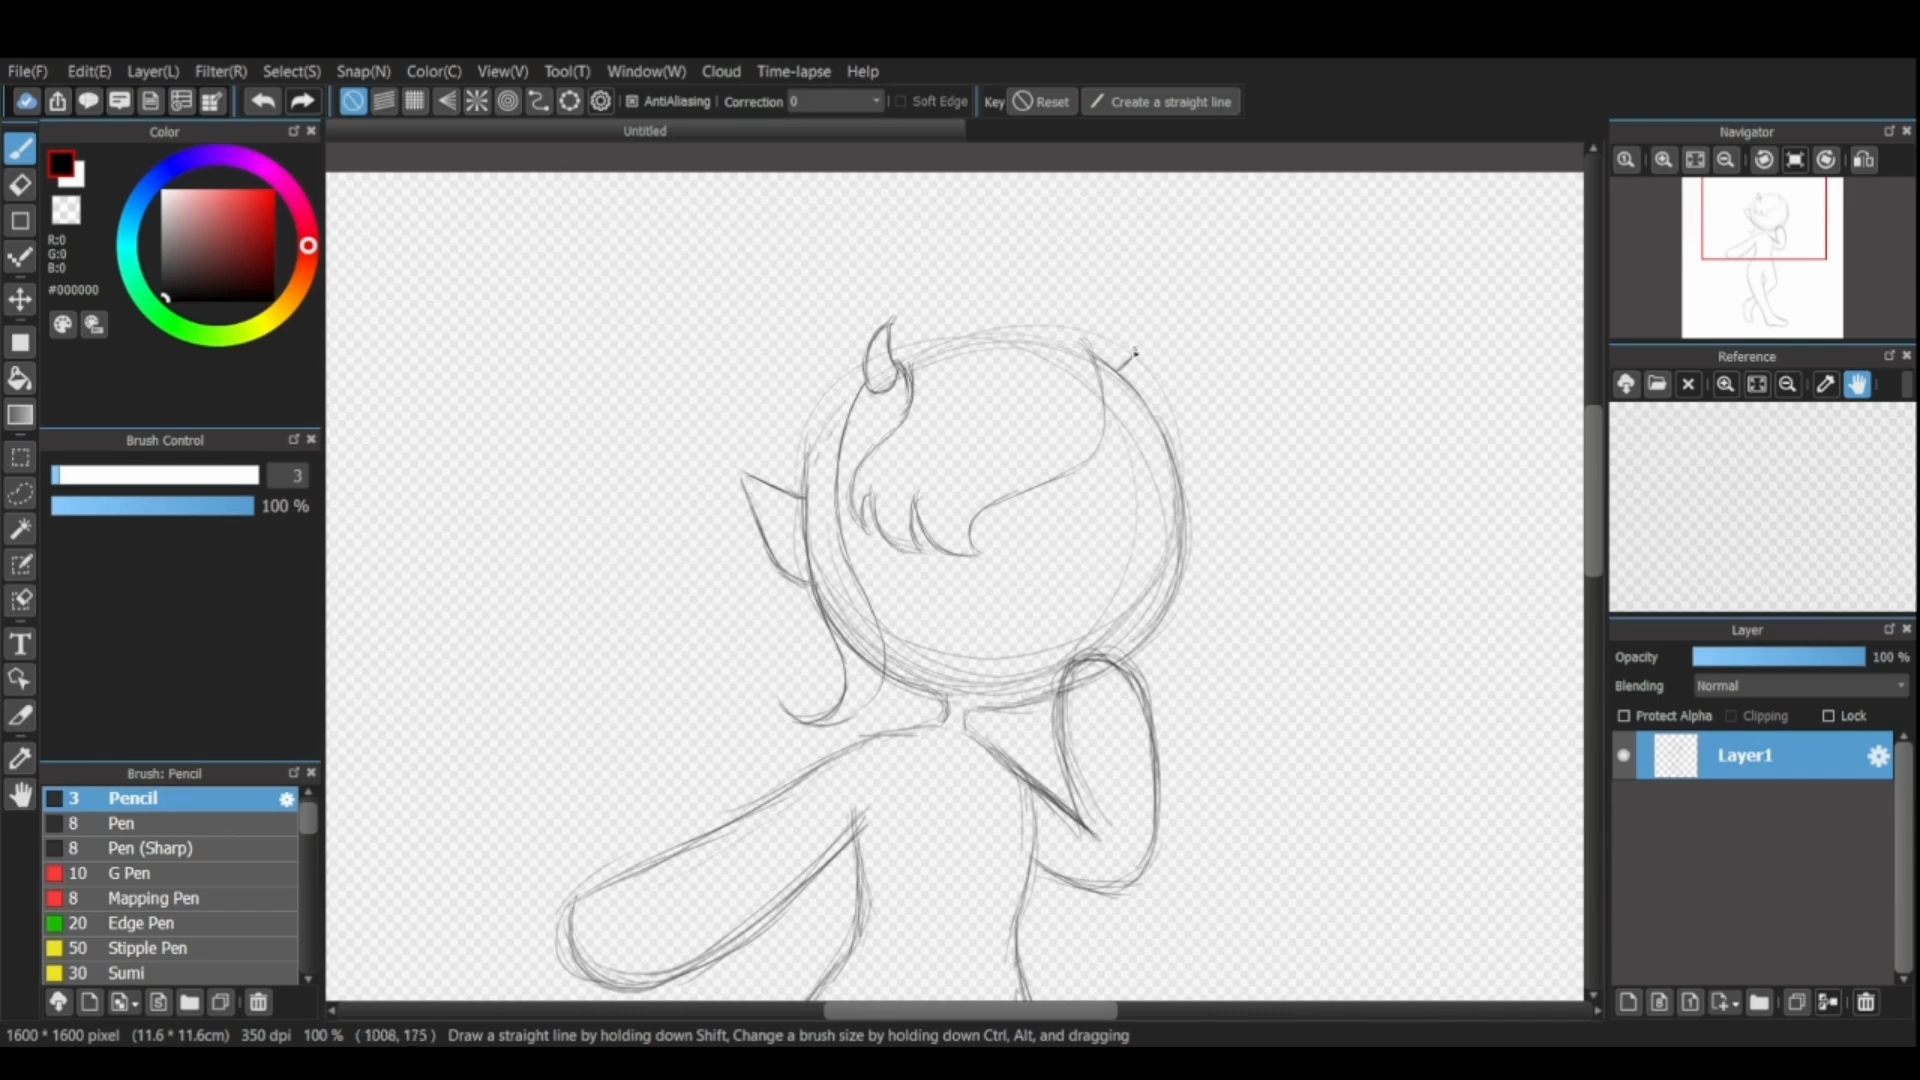 File(F) Edit(E) Layer(L) Filter(R) Select(S) Snap(N) Color(C) View(V) Tool(T) Window(W) Cloud Time-lapse Help
AntiAliasing Correction 0 Soft Edge Key Reset Create a straight line
Color
R:0
G:0
B:0
#000000
Brush Control
3
100 %
Brush: Pencil
3 Pencil
8 Pen
8 Pen (Sharp)
10 G Pen
8 Mapping Pen
20 Edge Pen
50 Stipple Pen
30 Sumi
Untitled
Navigator
Reference
Layer
Opacity 100 %
Blending Normal
Protect Alpha Clipping Lock
Layer1
1600 * 1600 pixel (11.6 * 11.6cm) 350 dpi 100 % ( 1008, 175 ) Draw a straight line by holding down Shift, Change a brush size by holding down Ctrl, Alt, and dragging